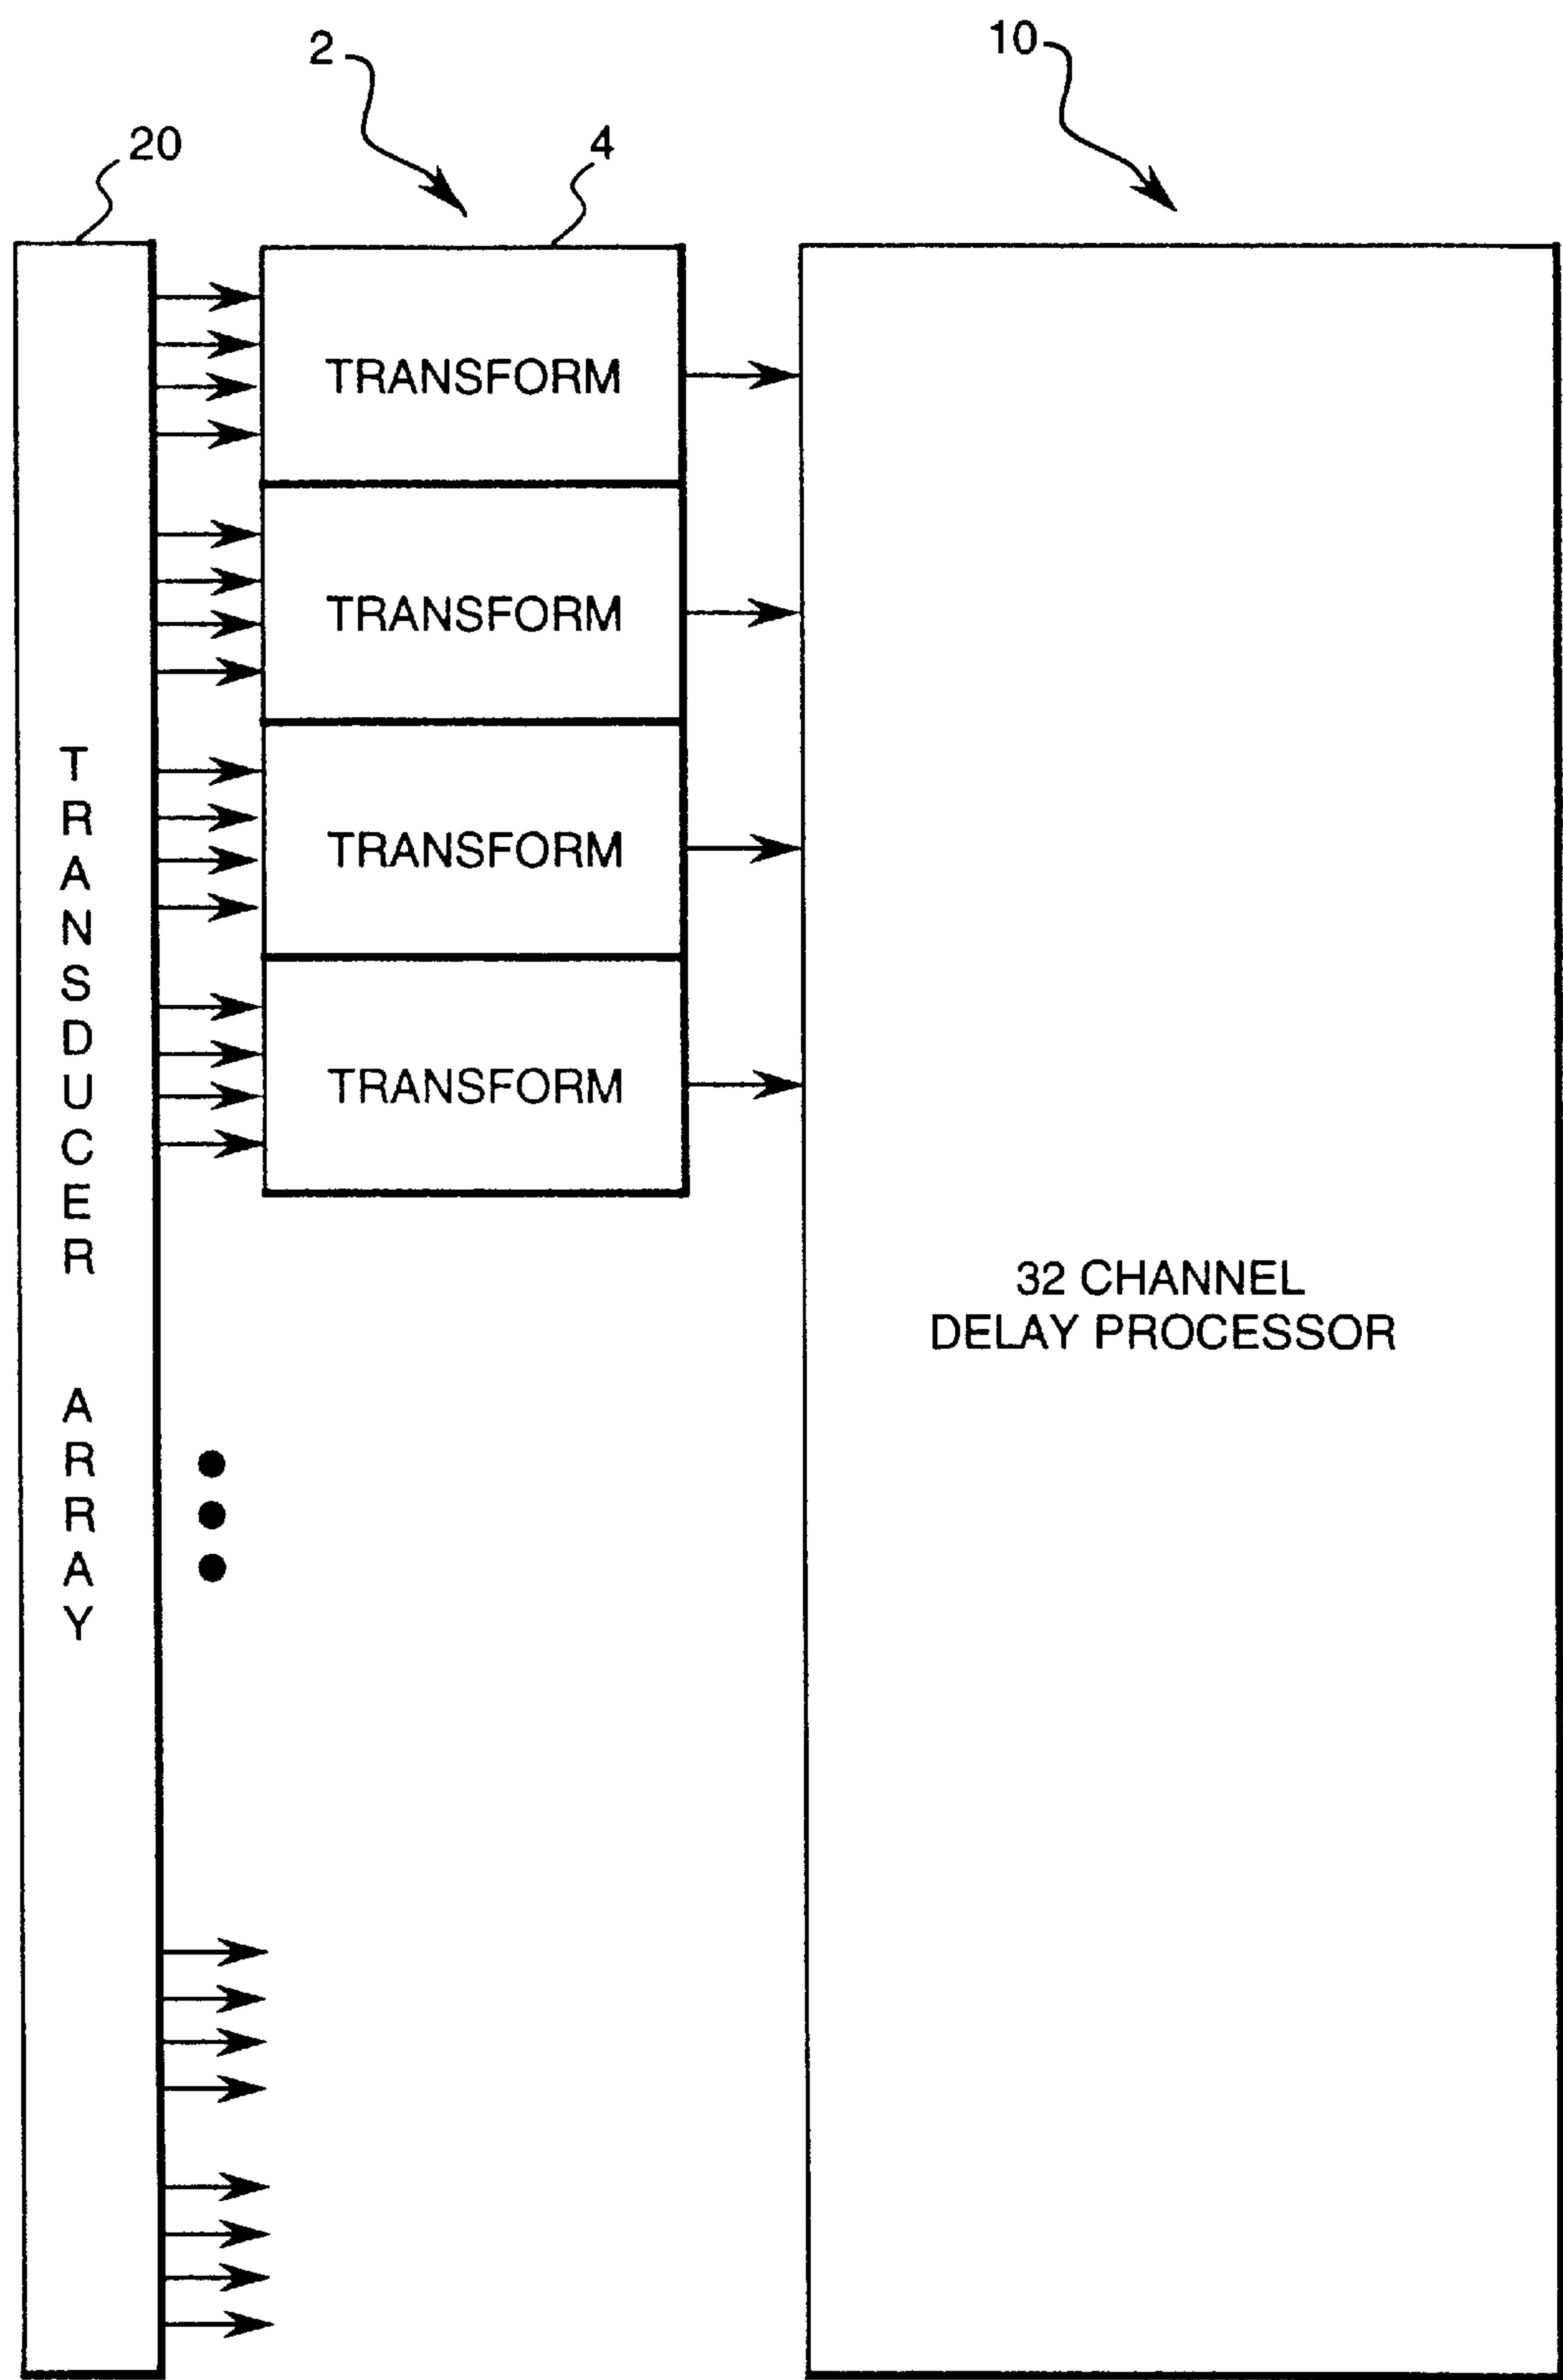 2
10
20
4
TRANSFORM
TRANSFORM
TRANSFORM
TRANSFORM
TRANSDUCER ARRAY
32 CHANNEL
DELAY PROCESSOR